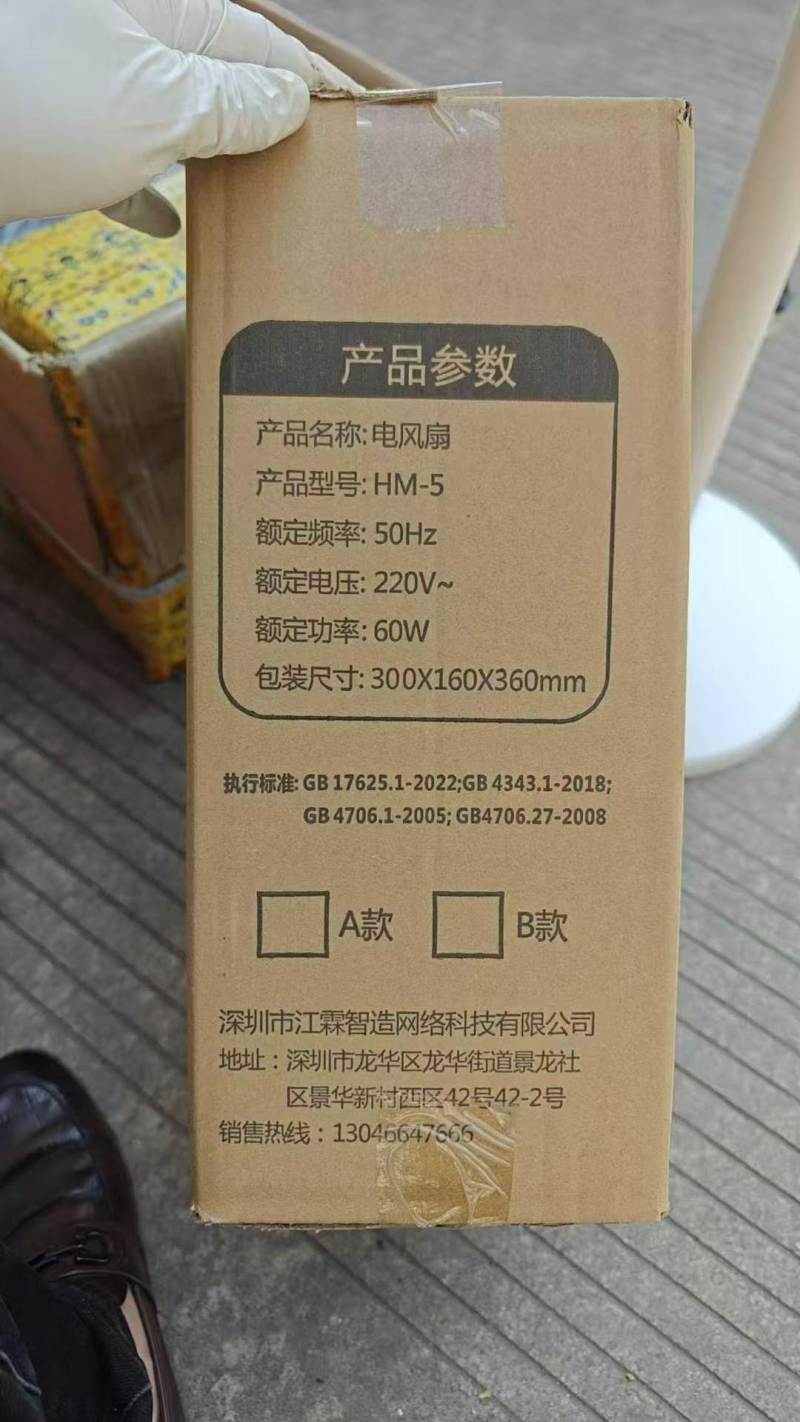 产品参数
产品名称:电风扇
产品型号: HM-5
额定频率: 50Hz
额定电压: 220V~
额定功率: 60W
包装尺寸: 300X160X360mm
执行标准: GB 17625.1-2022;GB 4343.1-2018;
GB 4706.1-2005; GB4706.27-2008
A款 B款
深圳市江霖智造网络科技有限公司
地址：深圳市龙华区龙华街道景龙社
区景华新村西区42号42-2号
销售热线：13046647666